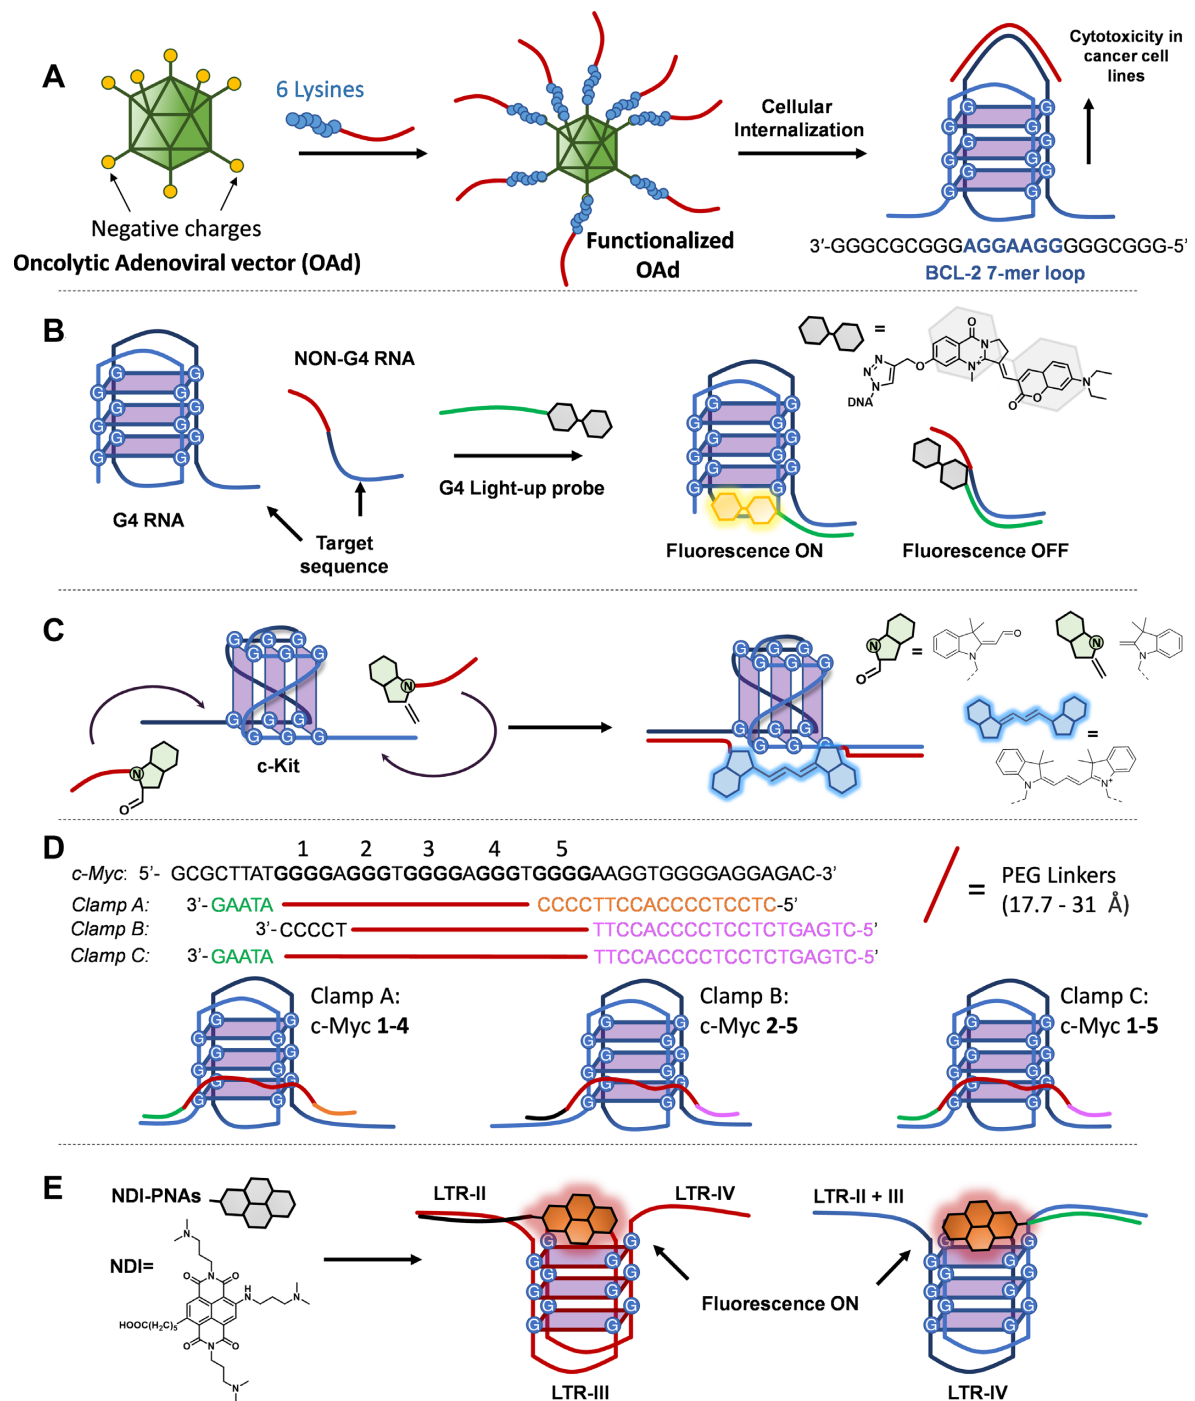 A
6 Lysines
Negative charges
Oncolytic Adenoviral vector (OAd)
Functionalized
OAd
Cellular
Internalization
Cytotoxicity in
cancer cell
lines
G G G G G G G G G G G G
3’-GGGCGCGGGAGGAAGGGGGCGGG-5’
BCL-2 7-mer loop
B
G G G G G G G G G G G G
G4 RNA
NON-G4 RNA
Target
sequence
G4 Light-up probe
G G G G G G G G G G G G
Fluorescence ON
Fluorescence OFF
=
O
N
N+
N
N
N
O
DNA
O
O
N
C
G G G G G G G G G G G G
c-Kit
N
O
N
G G G G G G G G G G G G
N
O
=
O
N
N
=
N
=
N
N+
D
1 2 3 4 5
c-Myc: 5’- GCGCTTATGGGGAGGGTGGGGAGGGTGGGGAAGGTGGGGAGGAGAC-3’
Clamp A: 3’-GAATA CCCCTTCCACCCCTCCTC-5’
Clamp B: 3’-CCCCT TTCCACCCCTCCTCTGAGTC-5’
Clamp C: 3’-GAATA TTCCACCCCTCCTCTGAGTC-5’
= PEG Linkers
(17.7 - 31 Å)
Clamp A:
c-Myc 1-4
Clamp B:
c-Myc 2-5
Clamp C:
c-Myc 1-5
G G G G G G G G G G G G
G G G G G G G G G G G G
G G G G G G G G G G G G
E
NDI-PNAs
NDI=
N
N
O
O
H
N
N
HOOC(H2C)5
O
O
N
N
LTR-II
LTR-IV
G G G G G G G G
LTR-III
Fluorescence ON
LTR-II + III
G G G G G G G G
LTR-IV